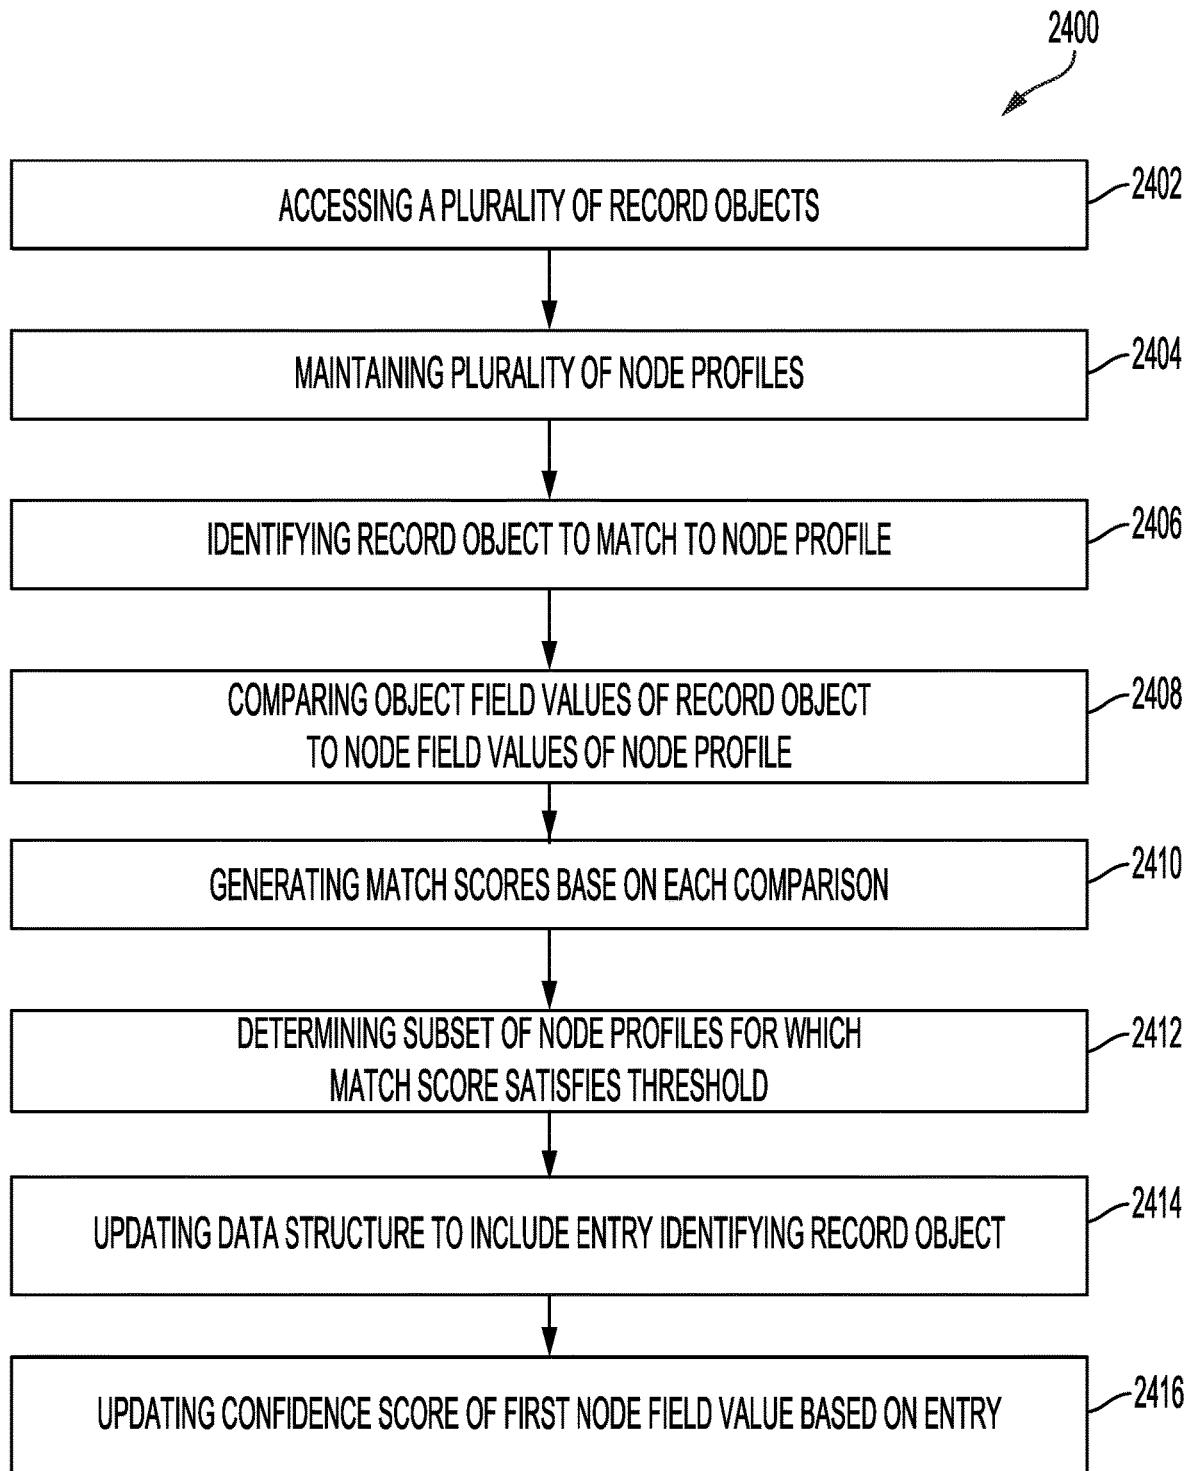 2400
ACCESSING A PLURALITY OF RECORD OBJECTS
2402
MAINTAINING PLURALITY OF NODE PROFILES
2404
IDENTIFYING RECORD OBJECT TO MATCH TO NODE PROFILE
2406
COMPARING OBJECT FIELD VALUES OF RECORD OBJECT
TO NODE FIELD VALUES OF NODE PROFILE
2408
GENERATING MATCH SCORES BASE ON EACH COMPARISON
2410
DETERMINING SUBSET OF NODE PROFILES FOR WHICH
MATCH SCORE SATISFIES THRESHOLD
2412
UPDATING DATA STRUCTURE TO INCLUDE ENTRY IDENTIFYING RECORD OBJECT
2414
UPDATING CONFIDENCE SCORE OF FIRST NODE FIELD VALUE BASED ON ENTRY
2416